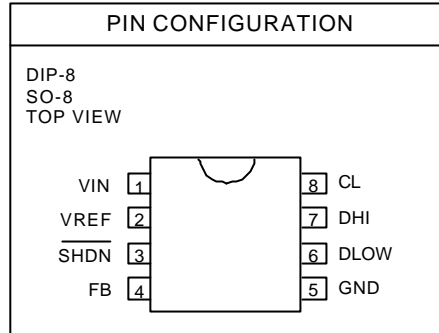 PIN CONFIGURATION
DIP-8
SO-8
TOP VIEW
VIN 1 8 CL
VREF 2 7 DHI
SHDN 3 6 DLOW
FB 4 5 GND